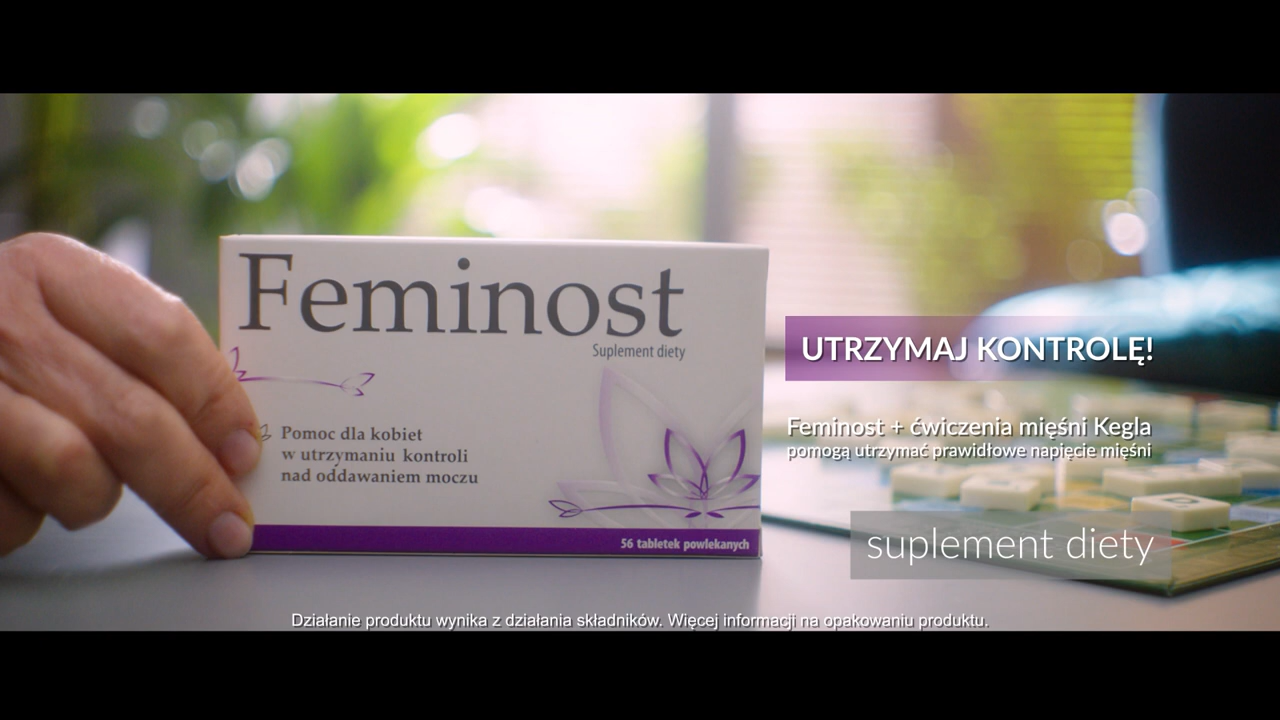 Feminost
Suplement diety
Pomoc dla kobiet
w utrzymaniu kontroli
nad oddawaniem moczu
56 tabletek powlekanych
UTRZYMAJ KONTROLĘ!
Feminost + ćwiczenia mięśni Kegla
pomogą utrzymać prawidłowe napięcie mięśni
suplement diety
Działanie produktu wynika z działania składników. Więcej informacji na opakowaniu produktu.